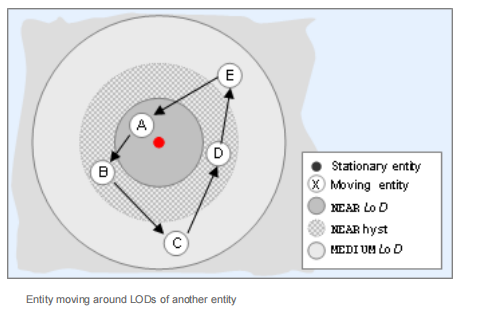 E
A
D
B
C
Stationary entity
X Moving entity
NEAR LoD
NEAR hyst
MEDIUM LoD
Entity moving around LODs of another entity